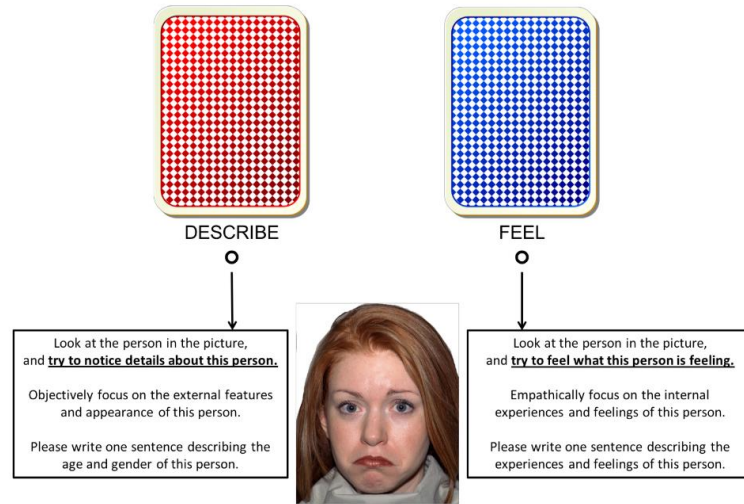 DESCRIBE
FEEL
Look at the person in the picture,
and try to notice details about this person.
Objectively focus on the external features
and appearance of this person.
Please write one sentence describing the
age and gender of this person.
Look at the person in the picture,
and try to feel what this person is feeling.
Empathically focus on the internal
experiences and feelings of this person.
Please write one sentence describing the
experiences and feelings of this person.